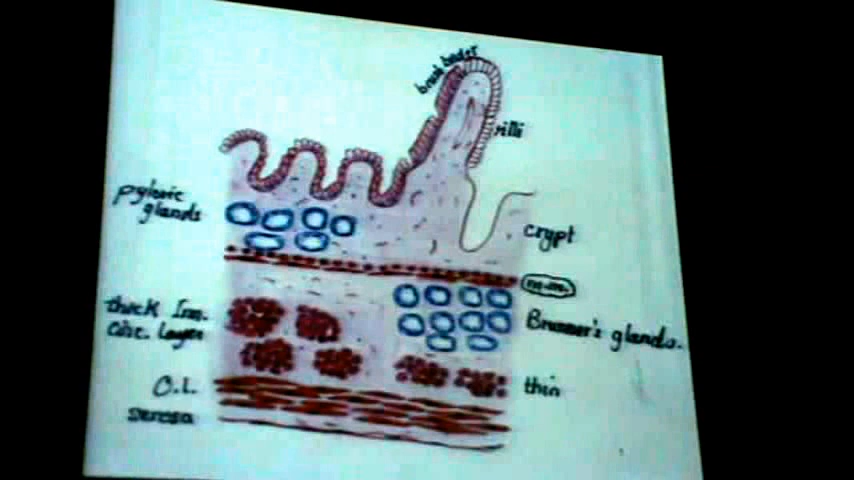 brush border
villi
pyloric
glands
crypt
m.m.
thick Inn.
circ. layer
Brunner's glands.
thin
O.L.
serosa